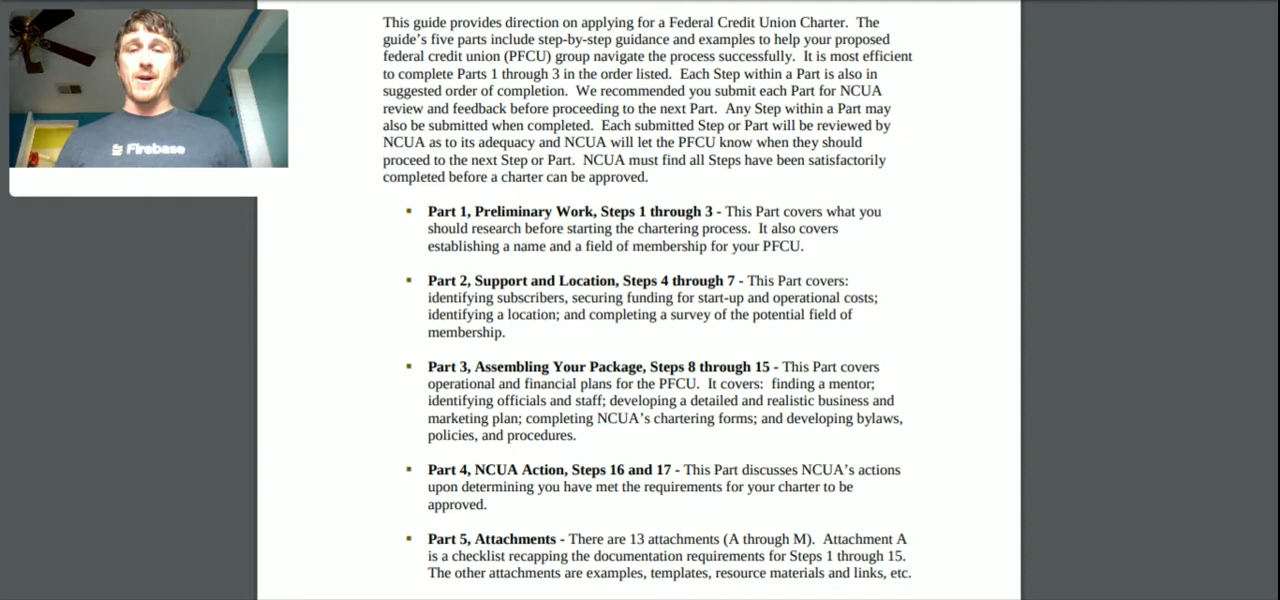 Firebase
This guide provides direction on applying for a Federal Credit Union Charter. The
guide's five parts include step-by-step guidance and examples to help your proposed
federal credit union (PFCU) group navigate the process successfully. It is most efficient
to complete Parts 1 through 3 in the order listed. Each Step within a Part is also in
suggested order of completion. We recommended you submit each Part for NCUA
review and feedback before proceeding to the next Part. Any Step within a Part may
also be submitted when completed. Each submitted Step or Part will be reviewed by
NCUA as to its adequacy and NCUA will let the PFCU know when they should
proceed to the next Step or Part. NCUA must find all Steps have been satisfactorily
completed before a charter can be approved.
▪ Part 1, Preliminary Work, Steps 1 through 3 - This Part covers what you
should research before starting the chartering process. It also covers
establishing a name and a field of membership for your PFCU.
▪ Part 2, Support and Location, Steps 4 through 7 - This Part covers:
identifying subscribers, securing funding for start-up and operational costs;
identifying a location; and completing a survey of the potential field of
membership.
▪ Part 3, Assembling Your Package, Steps 8 through 15 - This Part covers
operational and financial plans for the PFCU. It covers: finding a mentor;
identifying officials and staff; developing a detailed and realistic business and
marketing plan; completing NCUA's chartering forms; and developing bylaws,
policies, and procedures.
▪ Part 4, NCUA Action, Steps 16 and 17 - This Part discusses NCUA's actions
upon determining you have met the requirements for your charter to be
approved.
▪ Part 5, Attachments - There are 13 attachments (A through M). Attachment A
is a checklist recapping the documentation requirements for Steps 1 through 15.
The other attachments are examples, templates, resource materials and links, etc.